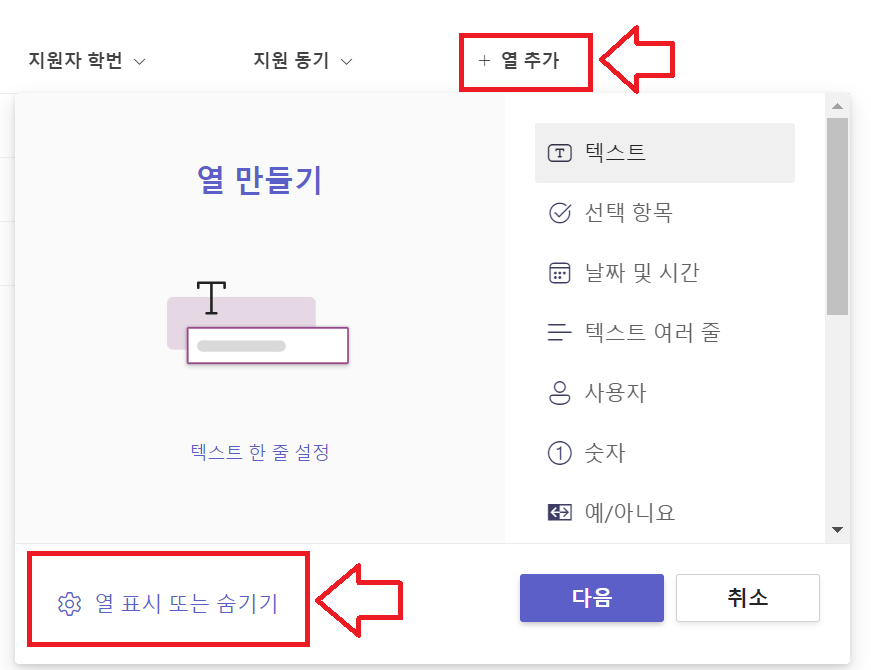 지원자 학번
지원 동기
+ 열 추가
열 만들기
텍스트 한 줄 설정
텍스트
선택 항목
날짜 및 시간
텍스트 여러 줄
사용자
숫자
예/아니요
열 표시 또는 숨기기
다음
취소